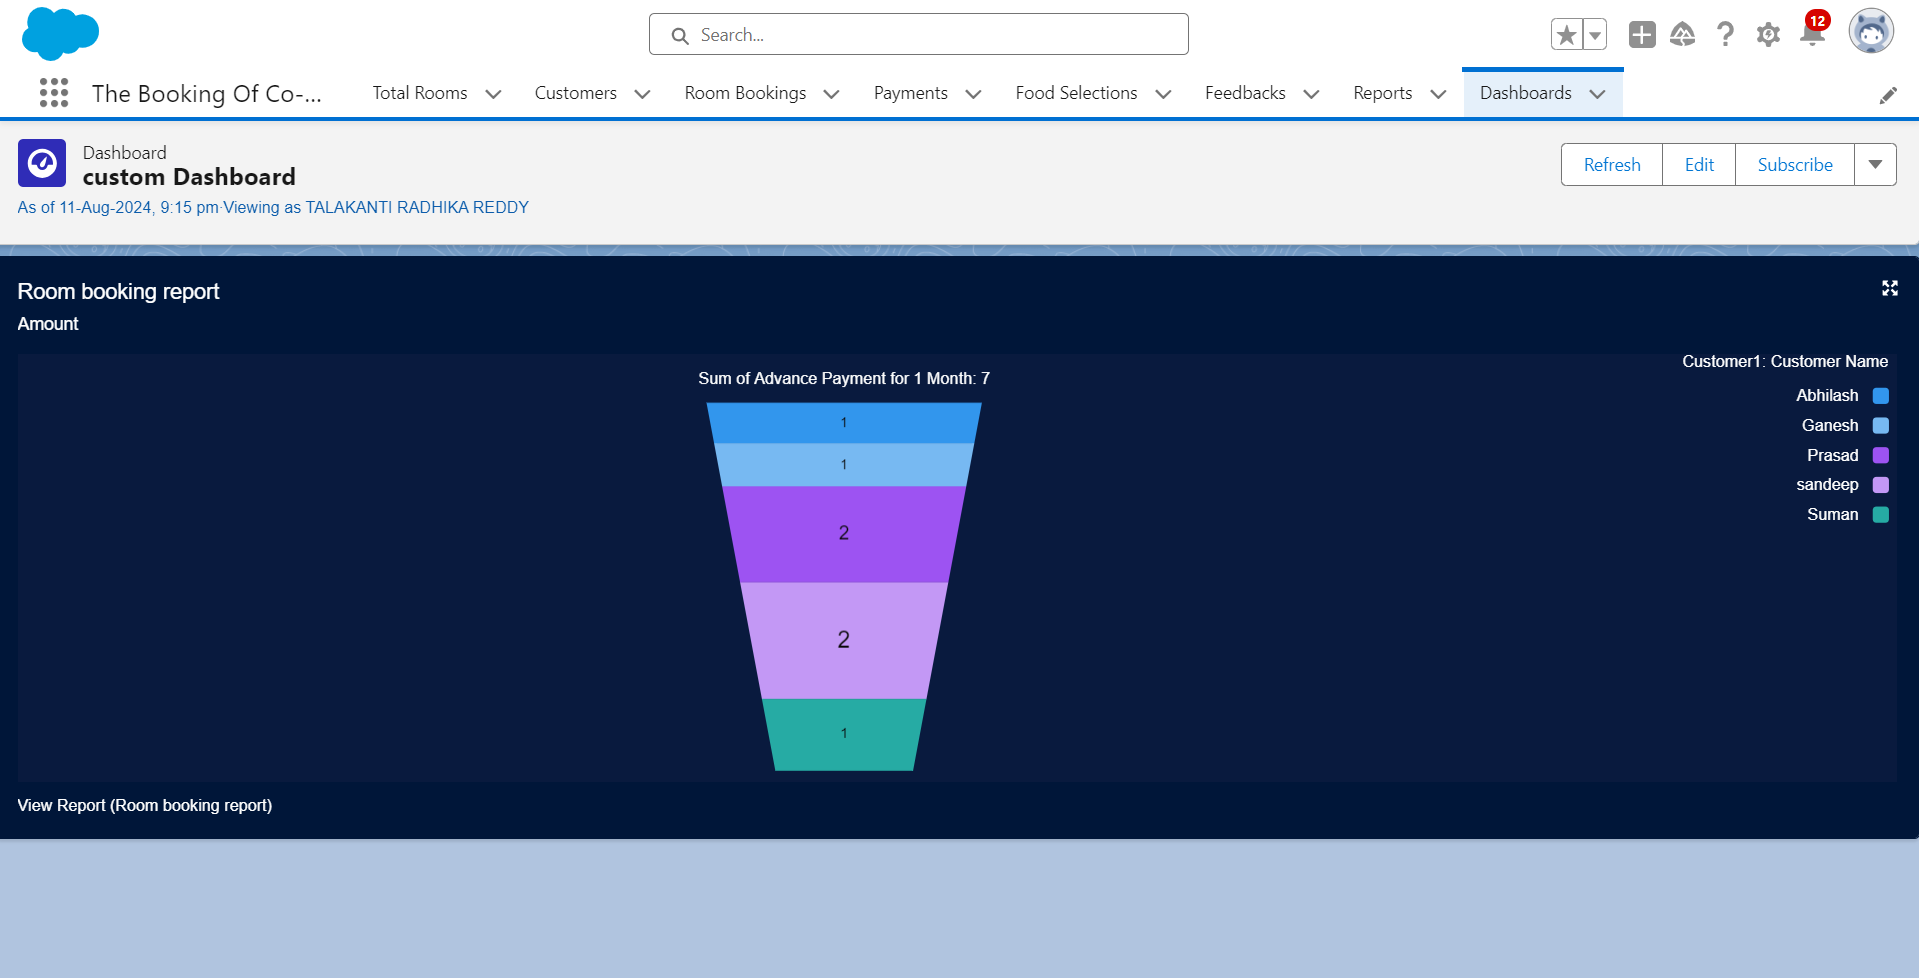 Search...
12
The Booking Of Co-...
Total Rooms
Customers
Room Bookings
Payments
Food Selections
Feedbacks
Reports
Dashboards
Dashboard
custom Dashboard
As of 11-Aug-2024, 9:15 pm·Viewing as TALAKANTI RADHIKA REDDY
Refresh
Edit
Subscribe
Room booking report
Amount
Sum of Advance Payment for 1 Month: 7
1
1
2
2
1
Customer1: Customer Name
Abhilash
Ganesh
Prasad
sandeep
Suman
View Report (Room booking report)